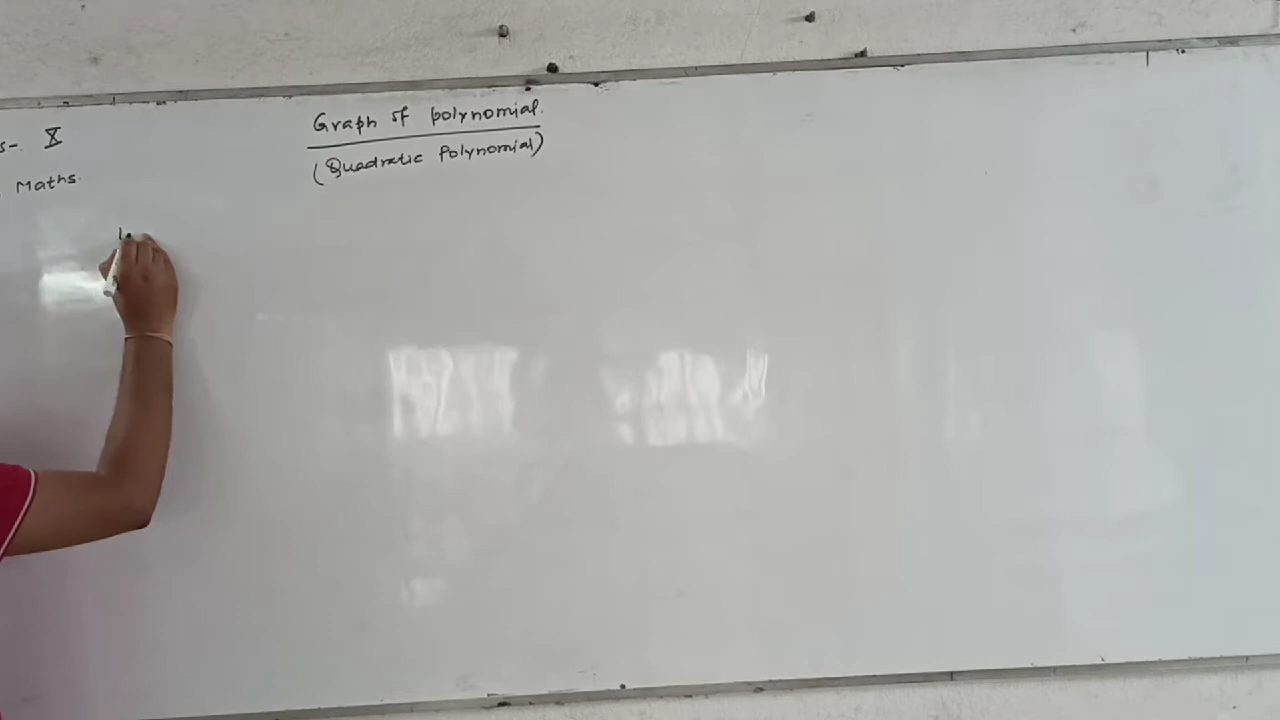 s-. X
Maths.
Graph of polynomial.
(Quadratic Polynomial)